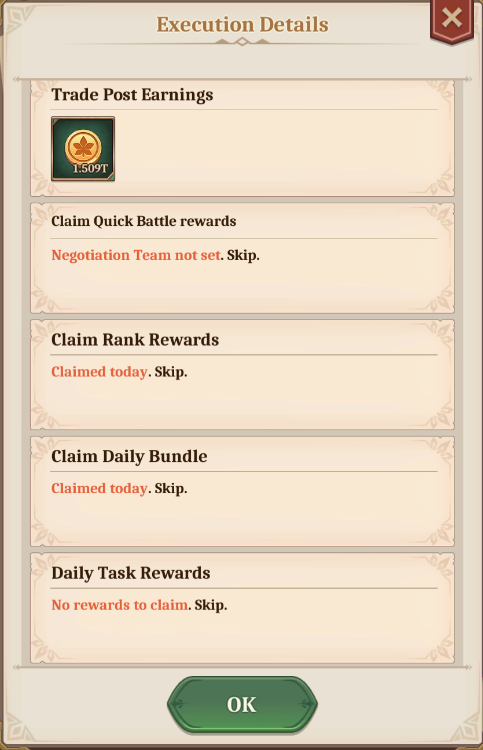 Execution Details
Trade Post Earnings
1.509T
Claim Quick Battle rewards
Negotiation Team not set. Skip.
Claim Rank Rewards
Claimed today. Skip.
Claim Daily Bundle
Claimed today. Skip.
Daily Task Rewards
No rewards to claim. Skip.
OK